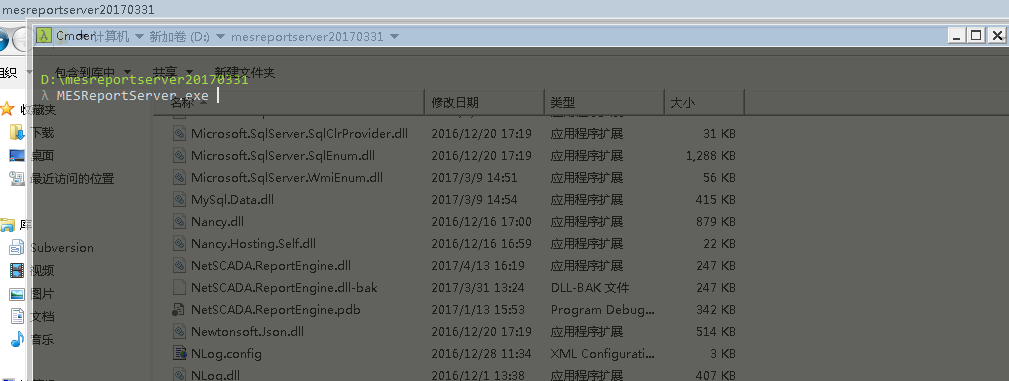 mesreportserver20170331
Cmder
计算机 新加卷 (D:) mesreportserver20170331
组织 包含到库中 共享 新建文件夹
D:\mesreportserver20170331
λ MESReportServer.exe
名称 修改日期 类型 大小
收藏夹
下载
桌面
最近访问的位置
库
Subversion
视频
图片
文档
音乐
Microsoft.SqlServer.SqlClrProvider.dll 2016/12/20 17:19 应用程序扩展 31 KB
Microsoft.SqlServer.SqlEnum.dll 2016/12/20 17:19 应用程序扩展 1,288 KB
Microsoft.SqlServer.WmiEnum.dll 2017/3/9 14:51 应用程序扩展 56 KB
MySql.Data.dll 2017/3/9 14:54 应用程序扩展 415 KB
Nancy.dll 2016/12/16 17:00 应用程序扩展 879 KB
Nancy.Hosting.Self.dll 2016/12/16 16:59 应用程序扩展 22 KB
NetSCADA.ReportEngine.dll 2017/4/13 16:19 应用程序扩展 247 KB
NetSCADA.ReportEngine.dll-bak 2017/3/31 13:24 DLL-BAK 文件 247 KB
NetSCADA.ReportEngine.pdb 2017/1/13 15:53 Program Debug... 342 KB
Newtonsoft.Json.dll 2016/12/20 17:19 应用程序扩展 514 KB
NLog.config 2016/12/28 11:34 XML Configurati... 3 KB
NLog.dll 2016/12/1 13:38 应用程序扩展 407 KB